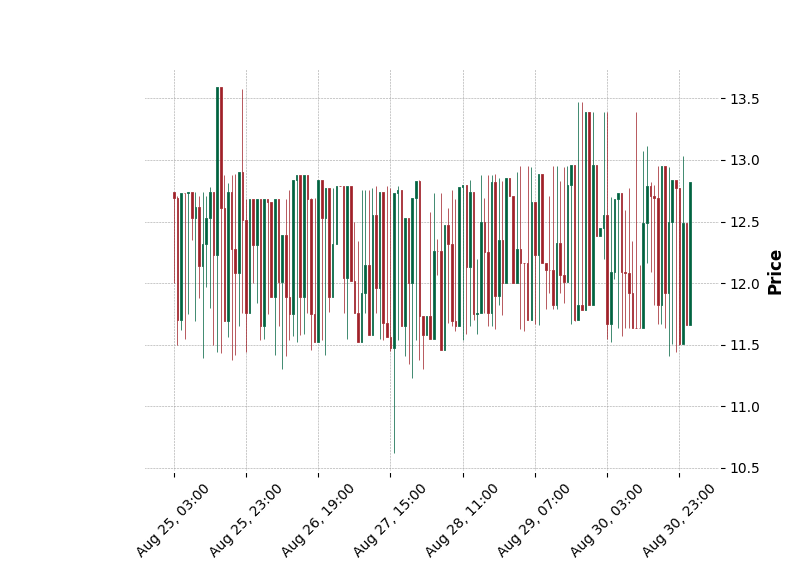 13.5
13.0
12.5
12.0
11.5
11.0
10.5
Price
Aug 25, 03:00
Aug 25, 23:00
Aug 26, 19:00
Aug 27, 15:00
Aug 28, 11:00
Aug 29, 07:00
Aug 30, 03:00
Aug 30, 23:00